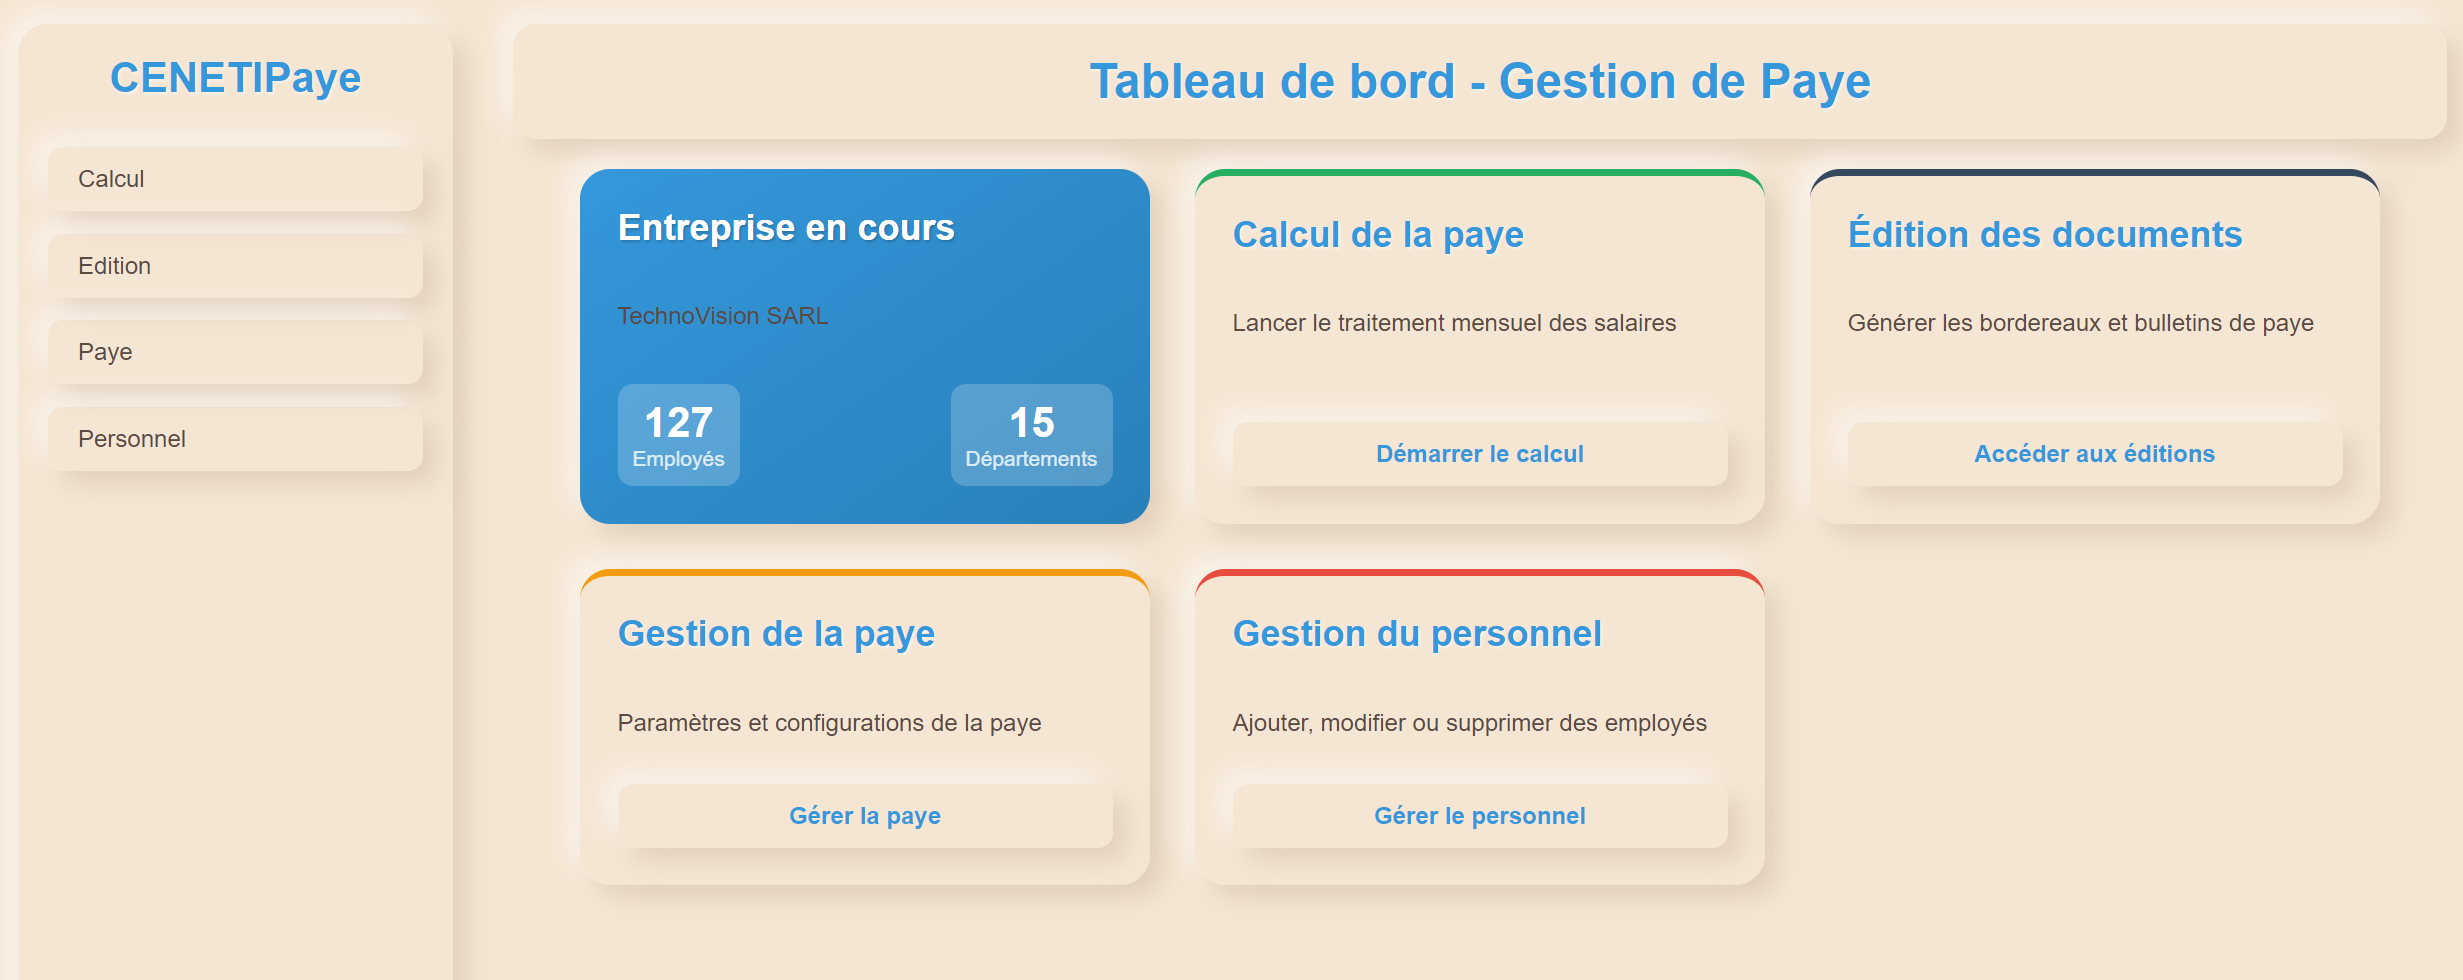 CENETIPaye
Calcul
Edition
Paye
Personnel
Tableau de bord - Gestion de Paye
Entreprise en cours
TechnoVision SARL
127
Employés
15
Départements
Calcul de la paye
Lancer le traitement mensuel des salaires
Démarrer le calcul
Édition des documents
Générer les bordereaux et bulletins de paye
Accéder aux éditions
Gestion de la paye
Paramètres et configurations de la paye
Gérer la paye
Gestion du personnel
Ajouter, modifier ou supprimer des employés
Gérer le personnel